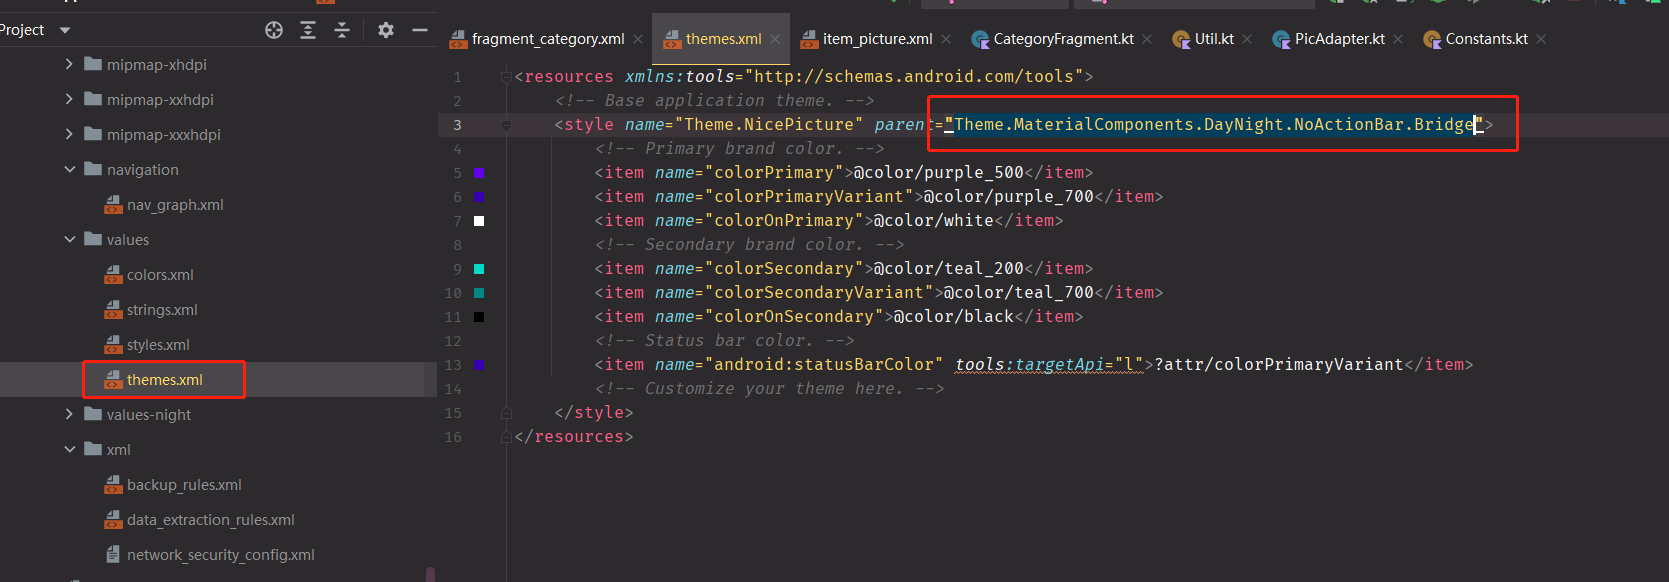 Project
mipmap-xhdpi
mipmap-xxhdpi
mipmap-xxxhdpi
navigation
nav_graph.xml
values
colors.xml
strings.xml
styles.xml
themes.xml
values-night
xml
backup_rules.xml
data_extraction_rules.xml
network_security_config.xml
fragment_category.xml themes.xml item_picture.xml CategoryFragment.kt Util.kt PicAdapter.kt Constants.kt
1 <resources xmlns:tools="http://schemas.android.com/tools">
2 <!-- Base application theme. -->
3 <style name="Theme.NicePicture" parent="Theme.MaterialComponents.DayNight.NoActionBar.Bridge">
4 <!-- Primary brand color. -->
5 <item name="colorPrimary">@color/purple_500</item>
6 <item name="colorPrimaryVariant">@color/purple_700</item>
7 <item name="colorOnPrimary">@color/white</item>
8 <!-- Secondary brand color. -->
9 <item name="colorSecondary">@color/teal_200</item>
10 <item name="colorSecondaryVariant">@color/teal_700</item>
11 <item name="colorOnSecondary">@color/black</item>
12 <!-- Status bar color. -->
13 <item name="android:statusBarColor" tools:targetApi="l">?attr/colorPrimaryVariant</item>
14 <!-- Customize your theme here. -->
15 </style>
16 </resources>